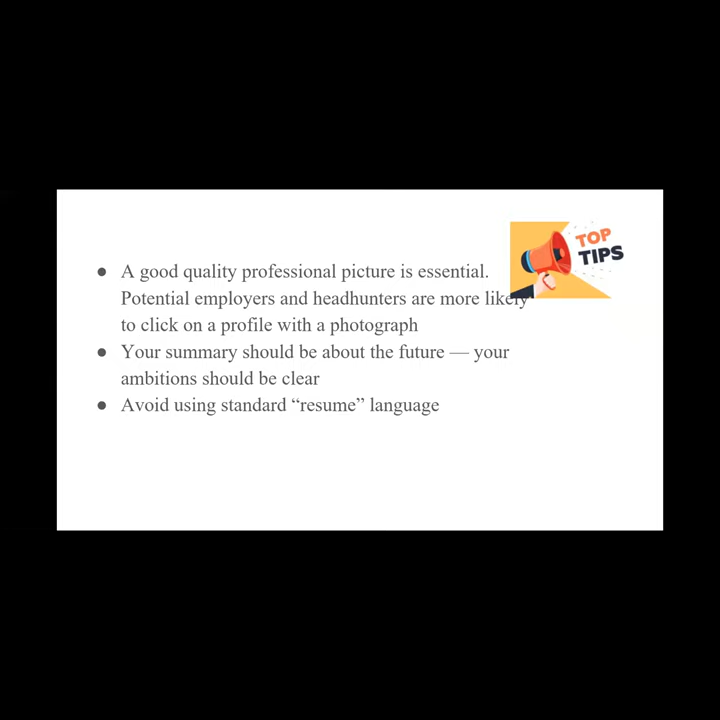 TOP
TIPS
● A good quality professional picture is essential.
Potential employers and headhunters are more likely
to click on a profile with a photograph
● Your summary should be about the future — your
ambitions should be clear
● Avoid using standard “resume” language